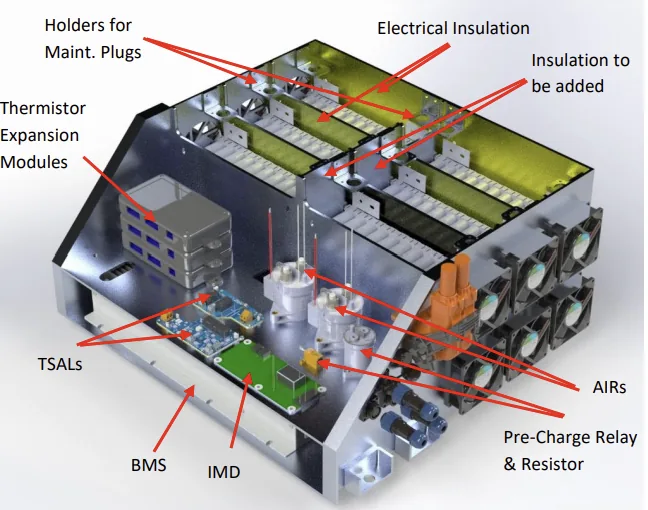 Holders for
Maint. Plugs
Electrical Insulation
Insulation to
be added
Thermistor
Expansion
Modules
TSALs
BMS
IMD
AIRs
Pre-Charge Relay
& Resistor